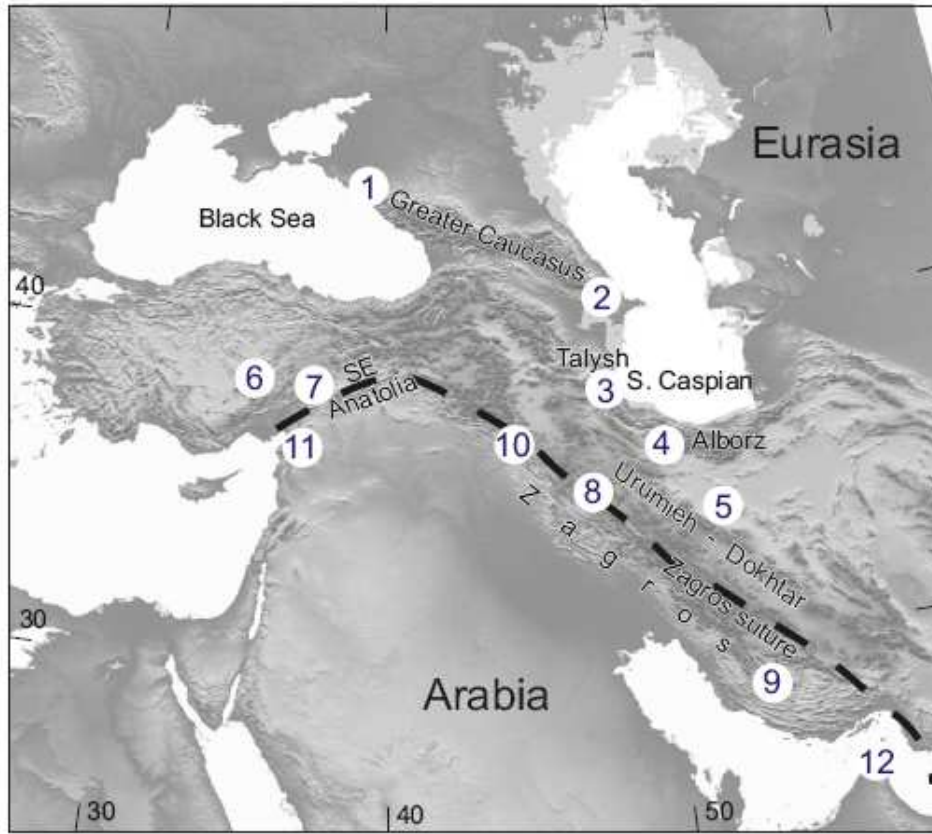 Eurasia
1
Greater Caucasus
Black Sea
2
40
Talysh
SE
Anatolia
6
7
3
S. Caspian
11
10
4
Alborz
8
Urumieh - Dokhtar
5
Zagros
Zagros suture
30
9
Arabia
12
30
40
50